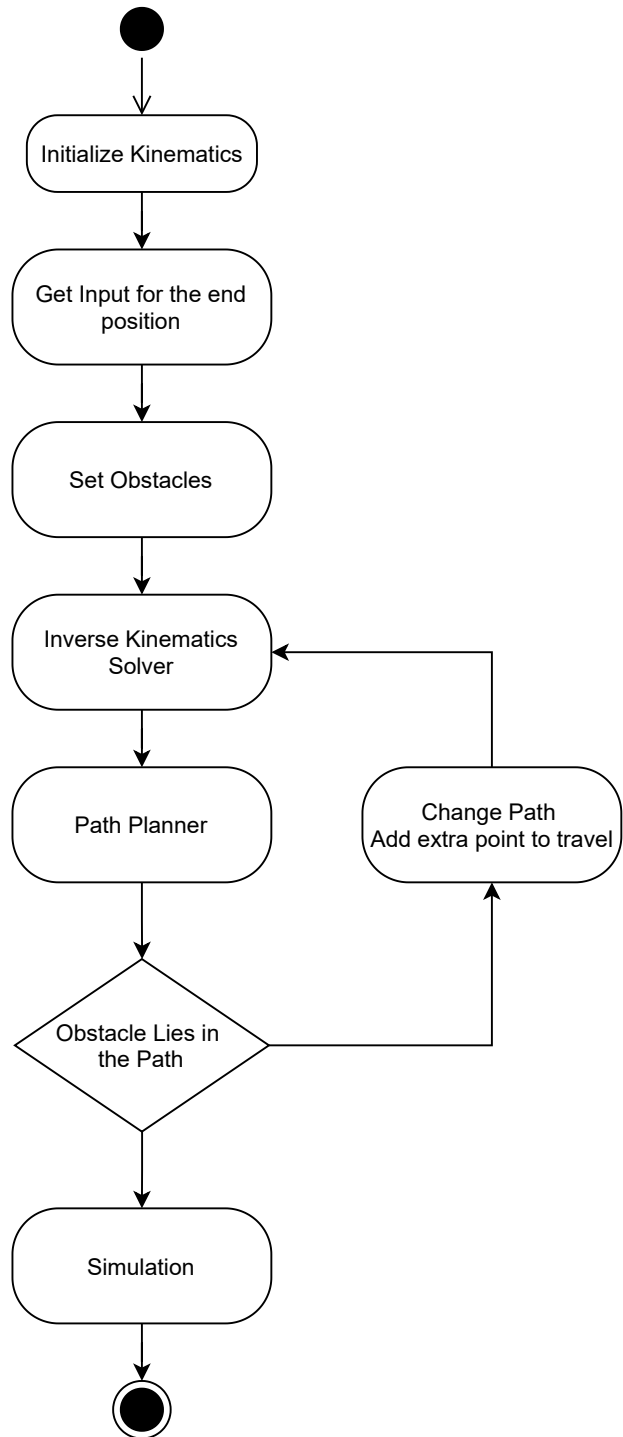 Initialize Kinematics
Get Input for the end
position
Set Obstacles
Inverse Kinematics
Solver
Path Planner
Change Path
Add extra point to travel
Obstacle Lies in
the Path
Simulation